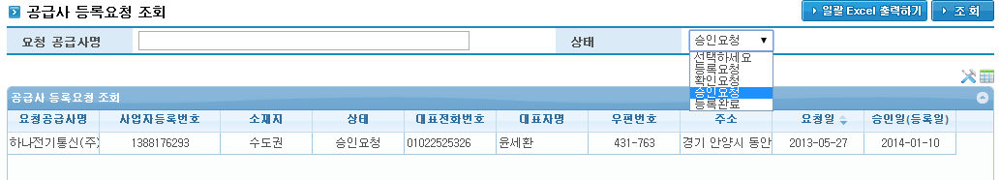 공급사 등록요청 조회
일괄 Excel 출력하기
조 회
요청 공급사명
상태
승인요청
선택하세요
등록요청
확인요청
승인요청
등록완료
공급사 등록요청 조회
요청공급사명 사업자등록번호 소재지 상태 대표전화번호 대표자명 우편번호 주소 요청일 승인일(등록일)
하나전기통신(주) 1388176293 수도권 승인요청 01022525326 윤세환 431-763 경기 안양시 동안 2013-05-27 2014-01-10